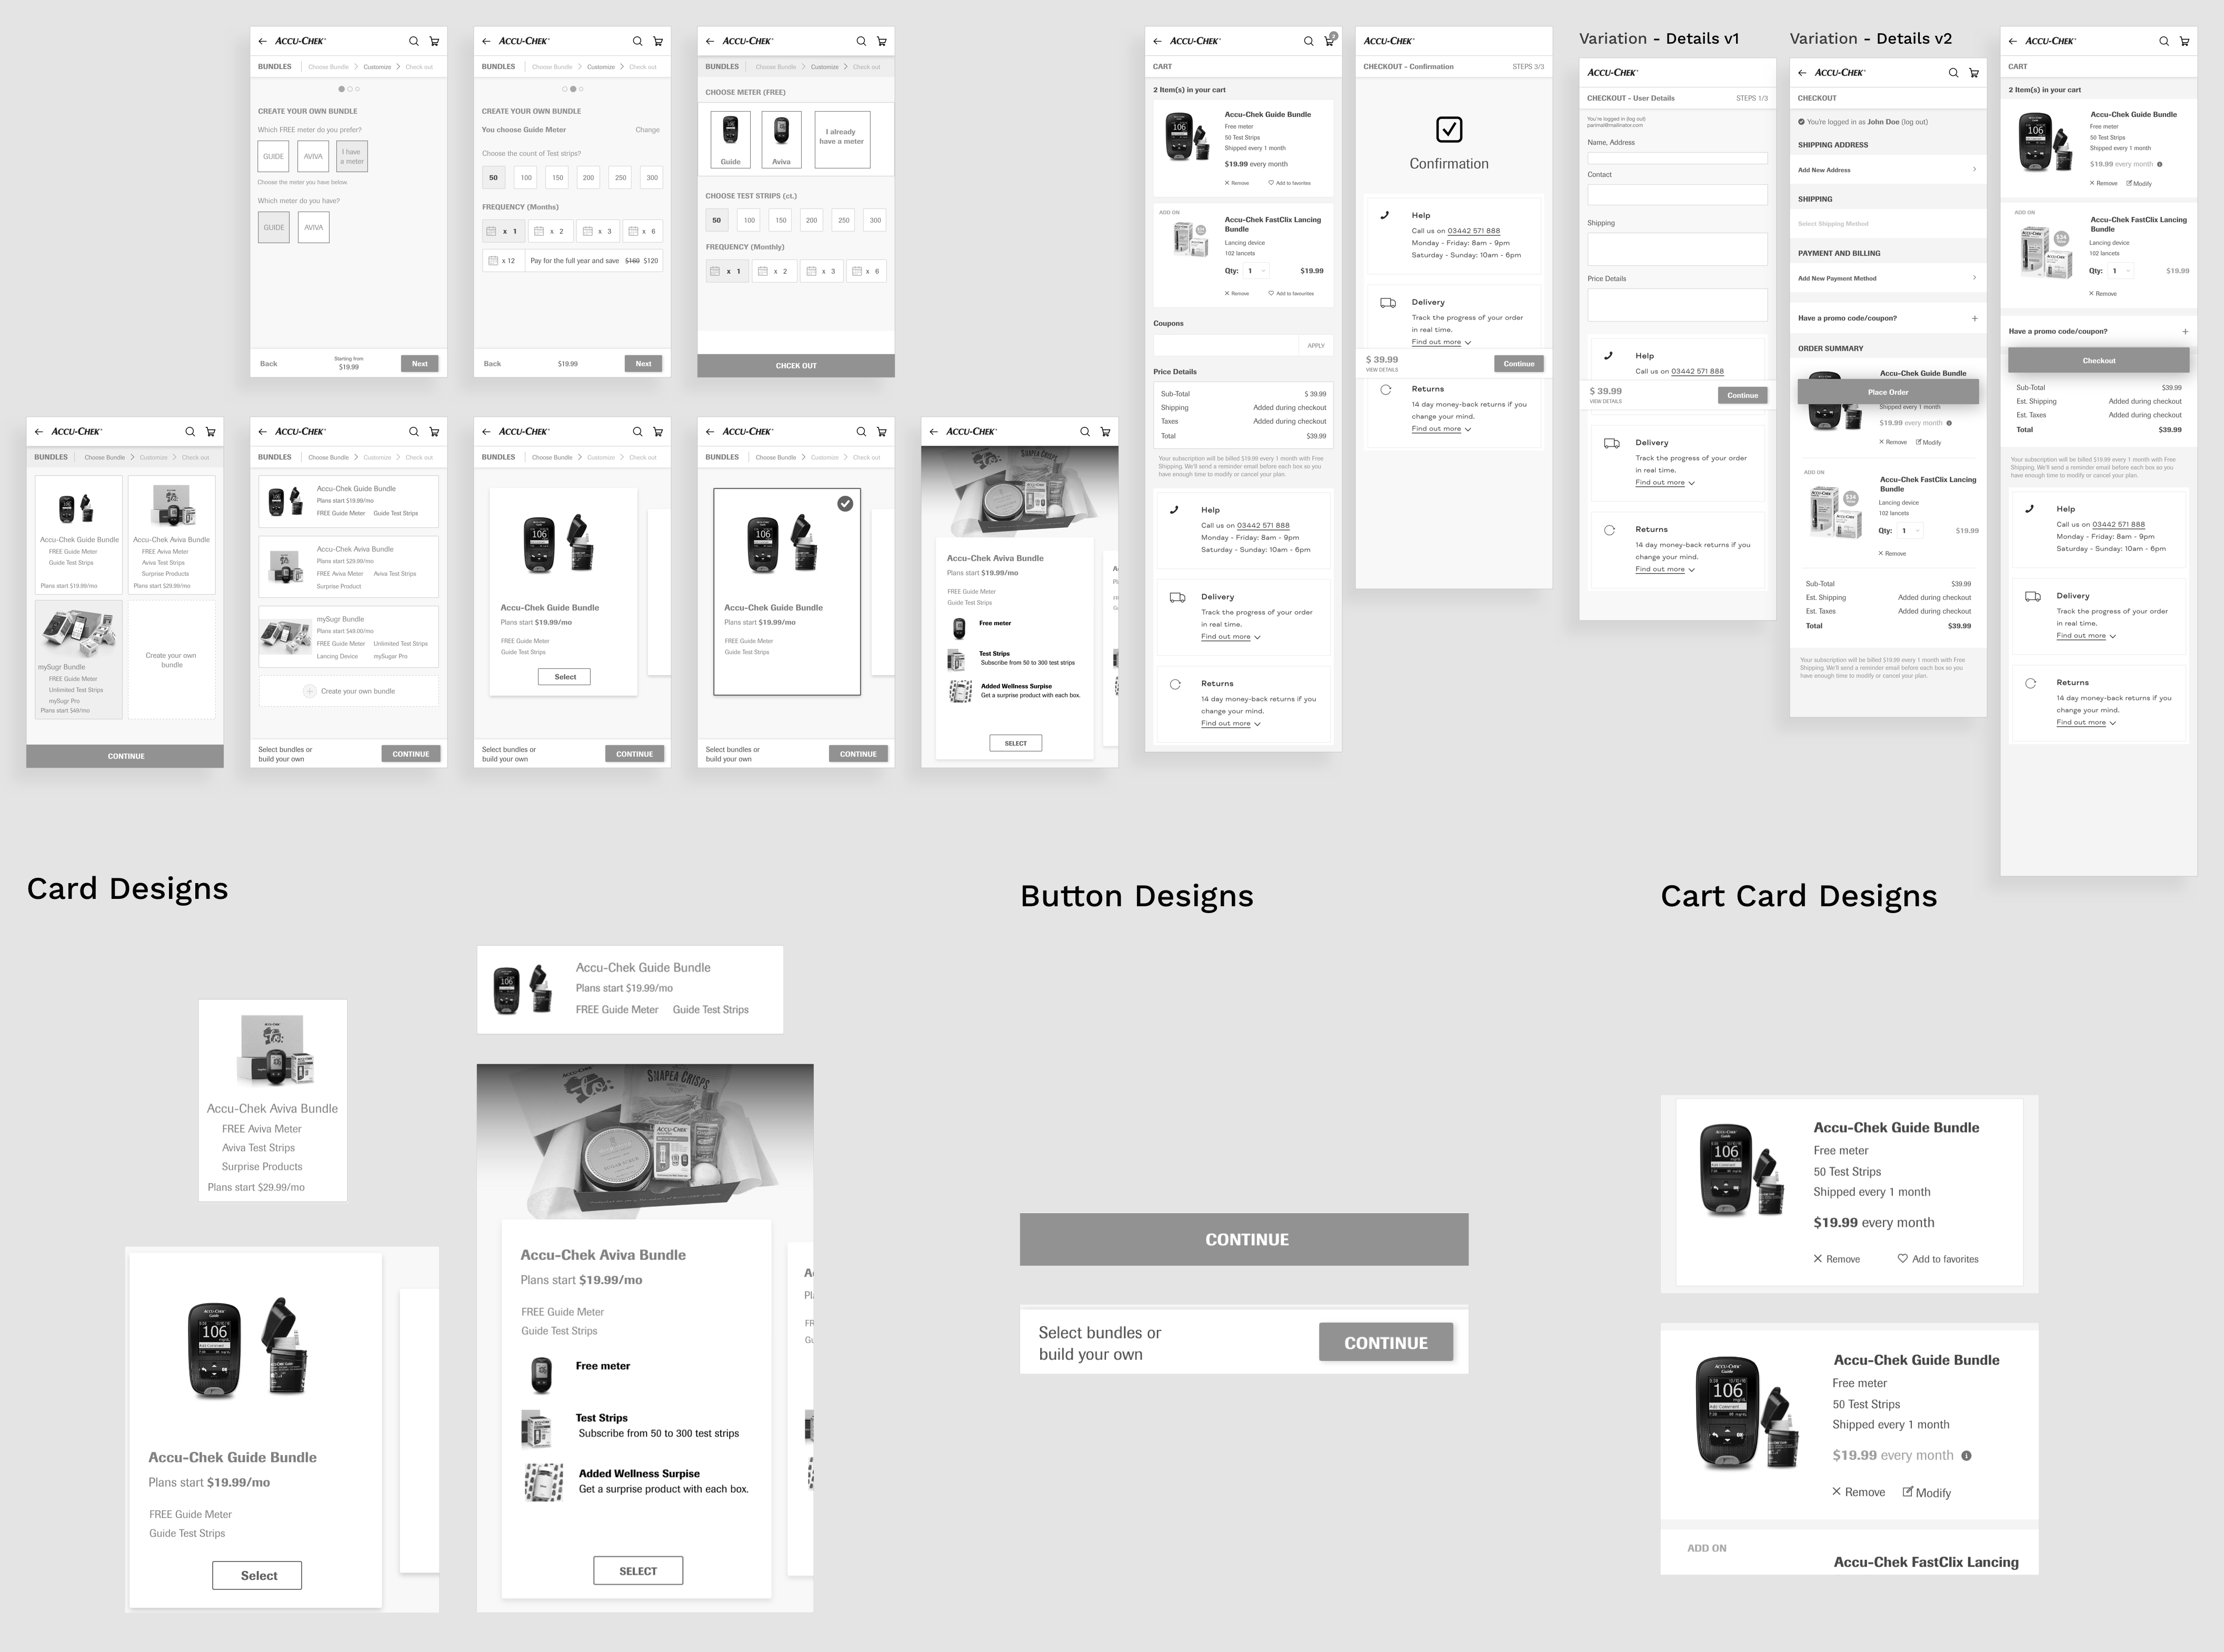 ACCU-CHEK
BUNDLES Choose Bundle > Customize > Check out
CREATE YOUR OWN BUNDLE
Which FREE meter do you prefer?
GUIDE AVIVA I have
a meter
Choose the meter you have below.
Which meter do you have?
GUIDE AVIVA
Back Starting from
$19.99 Next
ACCU-CHEK
BUNDLES Choose Bundle > Customize > Check out
CREATE YOUR OWN BUNDLE
You choose Guide Meter Change
Choose the count of Test strips?
50 100 150 200 250 300
FREQUENCY (Months)
x 1 x 2 x 3 x 6
x 12 Pay for the full year and save $160 $120
Back $19.99 Next
ACCU-CHEK
BUNDLES Choose Bundle > Customize > Check out
CHOOSE METER (FREE)
Guide Aviva I already
have a meter
CHOOSE TEST STRIPS (ct.)
50 100 150 200 250 300
FREQUENCY (Monthly)
x 1 x 2 x 3 x 6
CHCEK OUT
ACCU-CHEK
CART
2 Item(s) in your cart
Accu-Chek Guide Bundle
Free meter
50 Test Strips
Shipped every 1 month
$19.99 every month
Remove Add to favorites
ADD ON
Accu-Chek FastClix Lancing
Bundle
Lancing device
102 lancets
Qty: 1 $19.99
Remove Add to favourites
Coupons
APPLY
Price Details
Sub-Total $ 39.99
Shipping Added during checkout
Taxes Added during checkout
Total $39.99
Your subscription will be billed $19.99 every 1 month with Free
Shipping. We'll send a reminder email before each box so you
have enough time to modify or cancel your plan.
Help
Call us on 03442 571 888
Monday - Friday: 8am - 9pm
Saturday - Sunday: 10am - 6pm
Delivery
Track the progress of your order
in real time.
Find out more
Returns
14 day money-back returns if you
change your mind.
Find out more
ACCU-CHEK
CHECKOUT - Confirmation STEPS 3/3
Confirmation
Help
Call us on 03442 571 888
Monday - Friday: 8am - 9pm
Saturday - Sunday: 10am - 6pm
Delivery
Track the progress of your order
in real time.
Find out more
$ 39.99
VIEW DETAILS Continue
Returns
14 day money-back returns if you
change your mind.
Find out more
Variation - Details v1
ACCU-CHEK
CHECKOUT - User Details STEPS 1/3
You're logged in (log out)
parimal@mailinator.com
Name, Address
Contact
Shipping
Price Details
Help
Call us on 03442 571 888
$ 39.99
VIEW DETAILS Continue
Delivery
Track the progress of your order
in real time.
Find out more
Returns
14 day money-back returns if you
change your mind.
Find out more
Variation - Details v2
ACCU-CHEK
CHECKOUT
You're logged in as John Doe (log out)
SHIPPING ADDRESS
Add New Address
SHIPPING
Select Shipping Method
PAYMENT AND BILLING
Add New Payment Method
Have a promo code/coupon? +
ORDER SUMMARY
Accu-Chek Guide Bundle
Place Order
Shipped every 1 month
$19.99 every month
Remove Modify
ADD ON
Accu-Chek FastClix Lancing
Bundle
Lancing device
102 lancets
Qty: 1 $19.99
Remove
Sub-Total $39.99
Est. Shipping Added during checkout
Est. Taxes Added during checkout
Total $39.99
Your subscription will be billed $19.99 every 1 month with Free
Shipping. We'll send a reminder email before each box so you
have enough time to modify or cancel your plan.
ACCU-CHEK
CART
2 Item(s) in your cart
Accu-Chek Guide Bundle
Free meter
50 Test Strips
Shipped every 1 month
$19.99 every month
Remove Modify
ADD ON
Accu-Chek FastClix Lancing
Bundle
Lancing device
102 lancets
Qty: 1 $19.99
Remove
Have a promo code/coupon? +
Checkout
Sub-Total $39.99
Est. Shipping Added during checkout
Est. Taxes Added during checkout
Total $39.99
Your subscription will be billed $19.99 every 1 month with Free
Shipping. We'll send a reminder email before each box so you
have enough time to modify or cancel your plan.
Help
Call us on 03442 571 888
Monday - Friday: 8am - 9pm
Saturday - Sunday: 10am - 6pm
Delivery
Track the progress of your order
in real time.
Find out more
Returns
14 day money-back returns if you
change your mind.
Find out more
ACCU-CHEK
BUNDLES Choose Bundle > Customize > Check out
Accu-Chek Guide Bundle
FREE Guide Meter
Guide Test Strips
Plans start $19.99/mo
Accu-Chek Aviva Bundle
FREE Aviva Meter
Aviva Test Strips
Surprise Products
Plans start $29.99/mo
mySugr Bundle
FREE Guide Meter
Unlimited Test Strips
mySugr Pro
Plans start $49/mo
Create your own
bundle
CONTINUE
ACCU-CHEK
BUNDLES Choose Bundle > Customize > Check out
Accu-Chek Guide Bundle
Plans start $19.99/mo
FREE Guide Meter Guide Test Strips
Accu-Chek Aviva Bundle
Plans start $29.99/mo
FREE Aviva Meter Aviva Test Strips
Surprise Product
mySugr Bundle
Plans start $49.00/mo
FREE Guide Meter Unlimited Test Strips
Lancing Device mySugar Pro
+ Create your own bundle
Select bundles or
build your own CONTINUE
ACCU-CHEK
BUNDLES Choose Bundle > Customize > Check out
106
Accu-Chek Guide Bundle
Plans start $19.99/mo
FREE Guide Meter
Guide Test Strips
Select
Select bundles or
build your own CONTINUE
ACCU-CHEK
BUNDLES Choose Bundle > Customize > Check out
106
Accu-Chek Guide Bundle
Plans start $19.99/mo
FREE Guide Meter
Guide Test Strips
Select bundles or
build your own CONTINUE
ACCU-CHEK
SNAPEA CRISPS
Accu-Chek Aviva Bundle
Plans start $19.99/mo
FREE Guide Meter
Guide Test Strips
Free meter
Test Strips
Subscribe from 50 to 300 test strips
Added Wellness Surpise
Get a surprise product with each box.
SELECT
Card Designs
Accu-Chek Aviva Bundle
FREE Aviva Meter
Aviva Test Strips
Surprise Products
Plans start $29.99/mo
Accu-Chek Guide Bundle
Plans start $19.99/mo
FREE Guide Meter Guide Test Strips
106
Accu-Chek Guide Bundle
Plans start $19.99/mo
FREE Guide Meter
Guide Test Strips
Select
SNAPEA CRISPS
ACCU-CHEK
SUGAR SCRUB
Accu-Chek Aviva Bundle
Plans start $19.99/mo
FREE Guide Meter
Guide Test Strips
Free meter
Test Strips
Subscribe from 50 to 300 test strips
Added Wellness Surpise
Get a surprise product with each box.
SELECT
Button Designs
CONTINUE
Select bundles or
build your own CONTINUE
Cart Card Designs
ACCU-CHEK
Guide
106
Add Comment
Accu-Chek Guide Bundle
Free meter
50 Test Strips
Shipped every 1 month
$19.99 every month
Remove Add to favorites
ACCU-CHEK
Guide
106
Add Comment
OK
Accu-Chek Guide Bundle
Free meter
50 Test Strips
Shipped every 1 month
$19.99 every month
Remove Modify
ADD ON
Accu-Chek FastClix Lancing